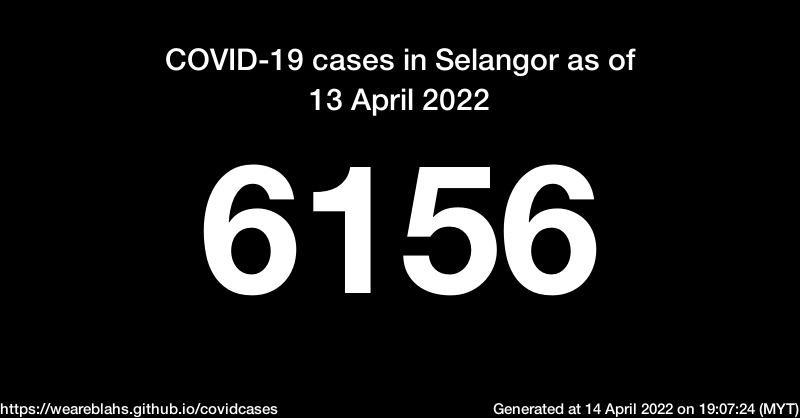 COVID-19 cases in Selangor as of
13 April 2022
6156
https://weareblahs.github.io/covidcases
Generated at 14 April 2022 on 19:07:24 (MYT)